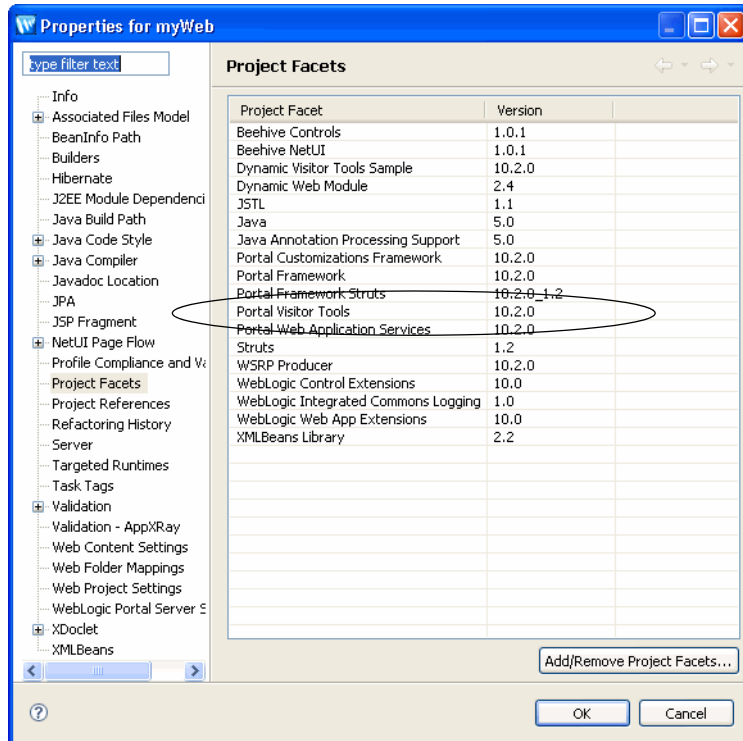 Properties for myWeb
type filter text
Info
Associated Files Model
BeanInfo Path
Builders
Hibernate
J2EE Module Dependenci
Java Build Path
Java Code Style
Java Compiler
Javadoc Location
JPA
JSP Fragment
NetUI Page Flow
Profile Compliance and Va
Project Facets
Project References
Refactoring History
Server
Targeted Runtimes
Task Tags
Validation
Validation - AppXRay
Web Content Settings
Web Folder Mappings
Web Project Settings
WebLogic Portal Server S
XDoclet
XMLBeans
Project Facets
Project Facet Version
Beehive Controls 1.0.1
Beehive NetUI 1.0.1
Dynamic Visitor Tools Sample 10.2.0
Dynamic Web Module 2.4
JSTL 1.1
Java 5.0
Java Annotation Processing Support 5.0
Portal Customizations Framework 10.2.0
Portal Framework 10.2.0
Portal Framework Struts 10.2.0_1.2
Portal Visitor Tools 10.2.0
Portal Web Application Services 10.2.0
Struts 1.2
WSRP Producer 10.2.0
WebLogic Control Extensions 10.0
WebLogic Integrated Commons Logging 1.0
WebLogic Web App Extensions 10.0
XMLBeans Library 2.2
Add/Remove Project Facets...
OK Cancel